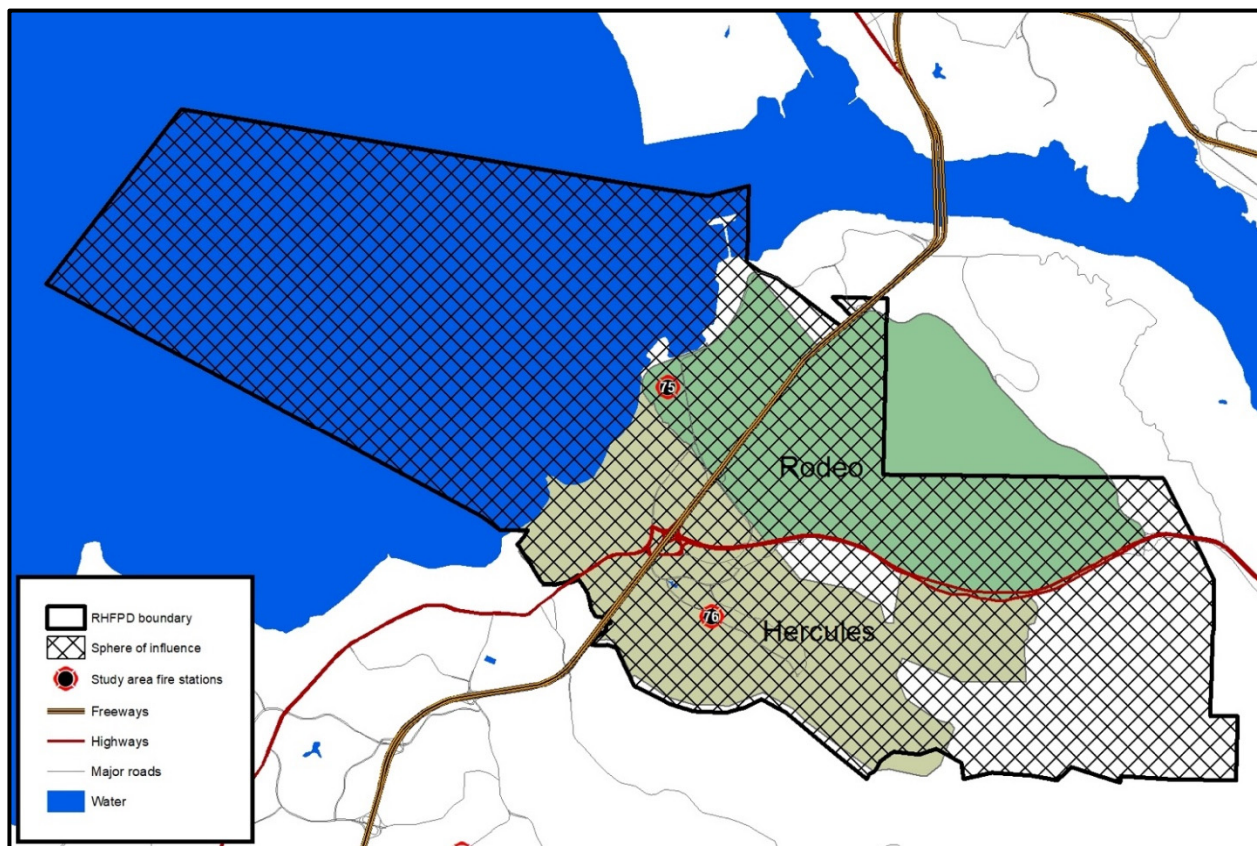 75
Rodeo
76
Hercules
RHFPD boundary
Sphere of influence
Study area fire stations
Freeways
Highways
Major roads
Water